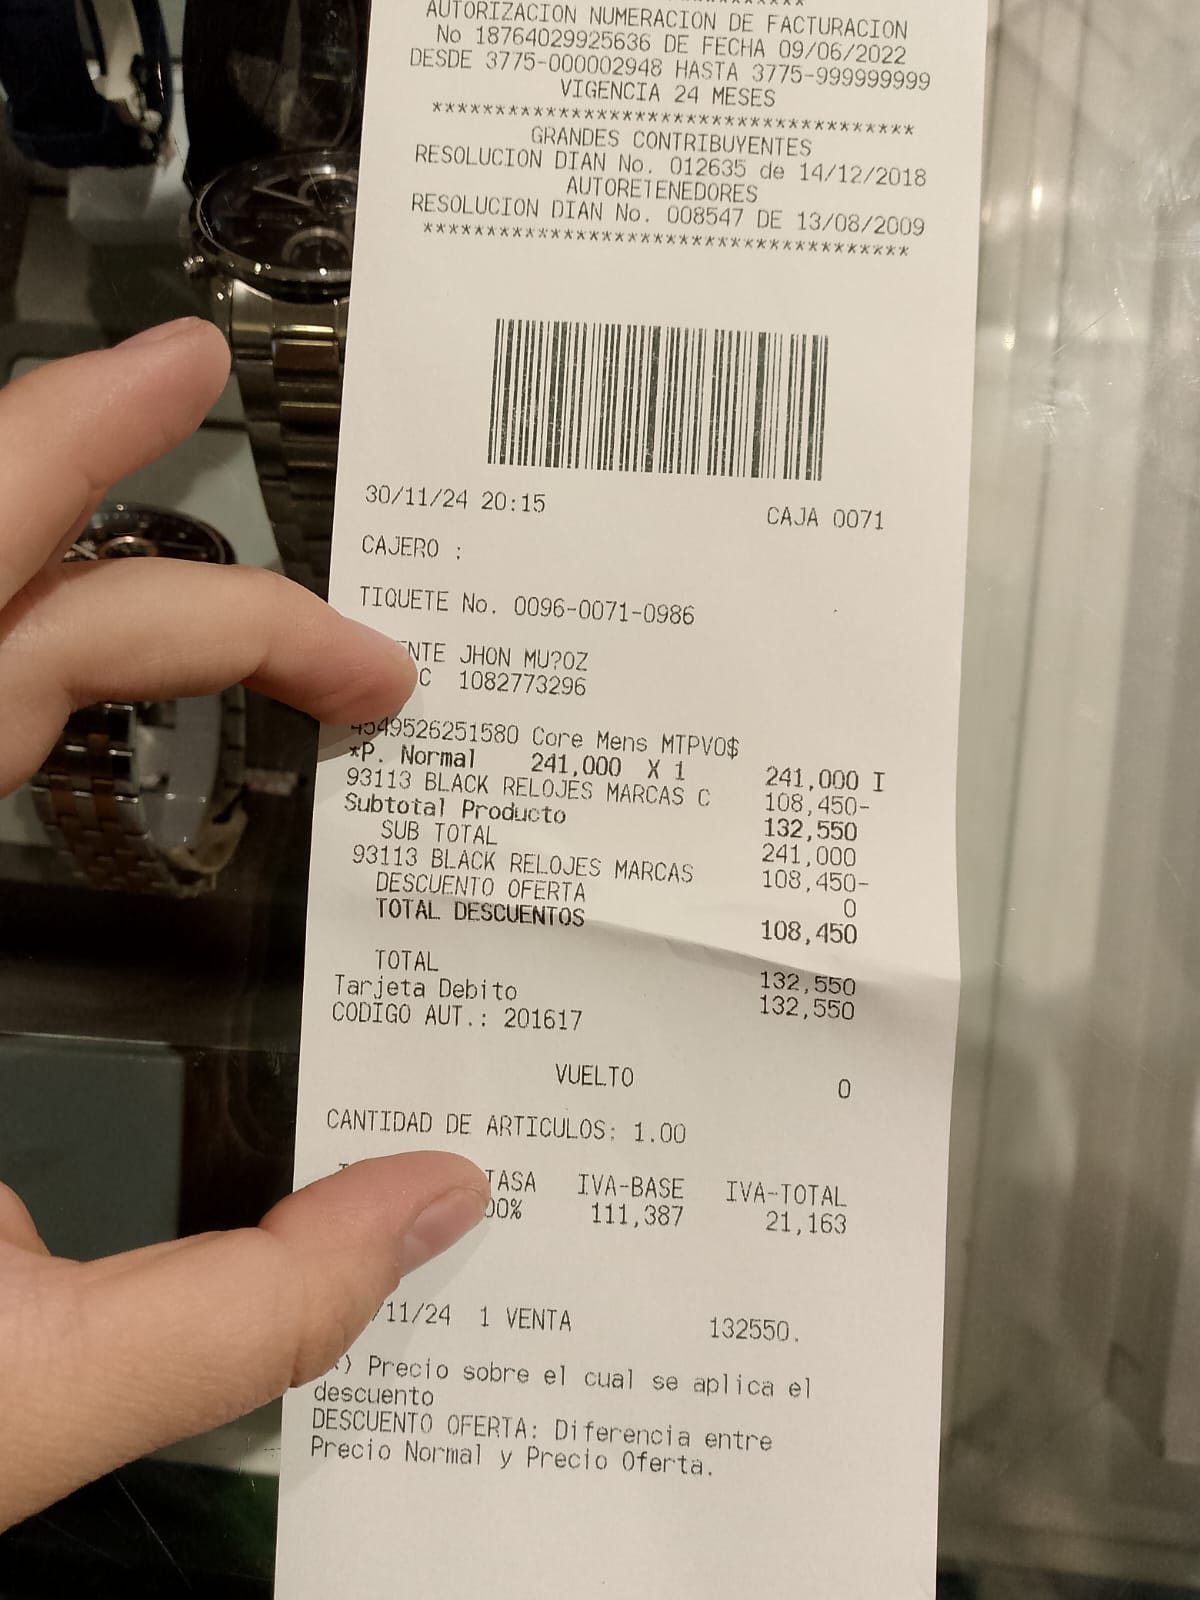 AUTORIZACION NUMERACION DE FACTURACION
No 18764029925636 DE FECHA 09/06/2022
DESDE 3775-000002948 HASTA 3775-999999999
VIGENCIA 24 MESES
****************************************
GRANDES CONTRIBUYENTES
RESOLUCION DIAN No. 012635 de 14/12/2018
AUTORETENEDORES
RESOLUCION DIAN No. 008547 DE 13/08/2009
****************************************
30/11/24 20:15 CAJA 0071
CAJERO :
TIQUETE No. 0096-0071-0986
NTE JHON MU?OZ
C 1082773296
4549526251580 Core Mens MTPVO$
*P. Normal 241,000 X 1 241,000 I
93113 BLACK RELOJES MARCAS C 108,450-
Subtotal Producto 132,550
SUB TOTAL 241,000
93113 BLACK RELOJES MARCAS 108,450-
DESCUENTO OFERTA 0
TOTAL DESCUENTOS 108,450
TOTAL 132,550
Tarjeta Debito 132,550
CODIGO AUT.: 201617
VUELTO 0
CANTIDAD DE ARTICULOS: 1.00
TASA IVA-BASE IVA-TOTAL
00% 111,387 21,163
/11/24 1 VENTA 132550.
) Precio sobre el cual se aplica el
descuento
DESCUENTO OFERTA: Diferencia entre
Precio Normal y Precio Oferta.